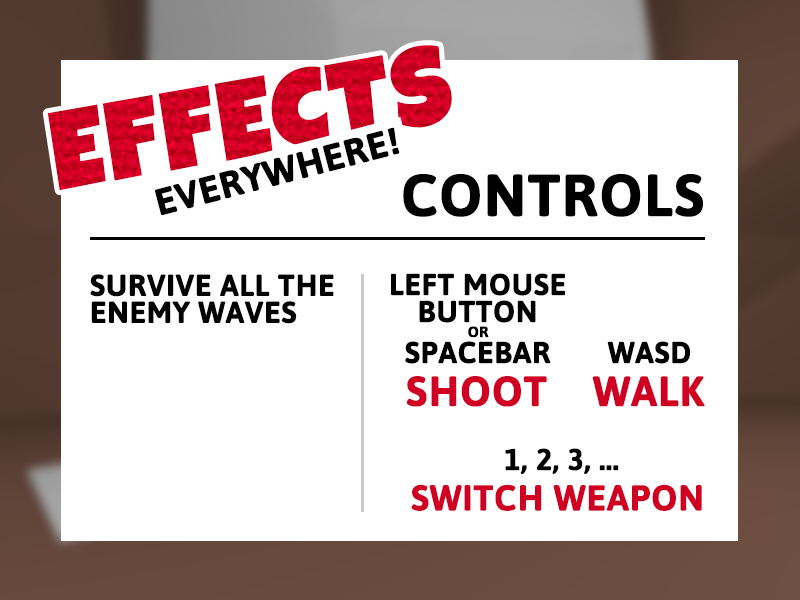 EFFECTS
EVERYWHERE!
CONTROLS
SURVIVE ALL THE
ENEMY WAVES
LEFT MOUSE
BUTTON
OR
SPACEBAR
SHOOT
WASD
WALK
1, 2, 3, ...
SWITCH WEAPON